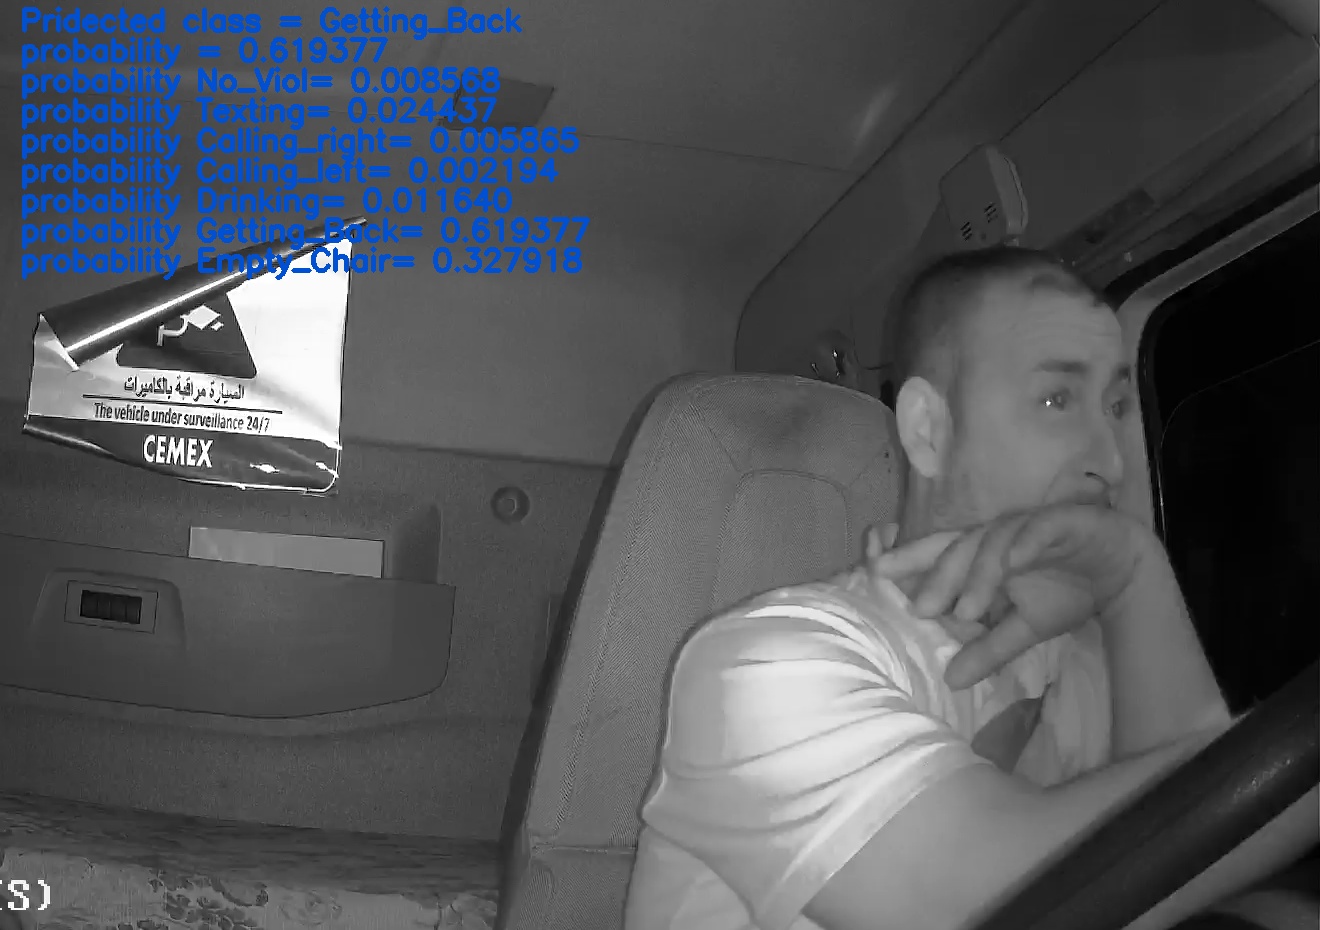 Pridected class = Getting_Back
probability = 0.619377
probability No_Viol= 0.008568
probability Texting= 0.024437
probability Calling_right= 0.005865
probability Calling_left= 0.002194
probability Drinking= 0.011640
probability Getting_Back= 0.619377
probability Empty_Chair= 0.327918
السيارة مراقبة بالكاميرات
The vehicle under surveillance 24/7
CEMEX
S)